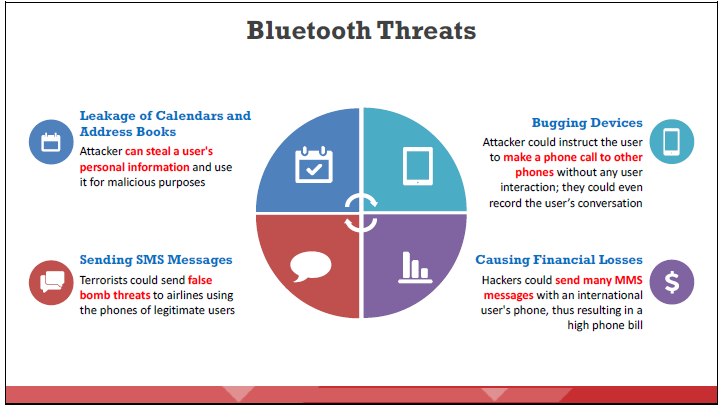 Bluetooth Threats
Leakage of Calendars and
Address Books
Attacker can steal a user's
personal information and use
it for malicious purposes
Bugging Devices
Attacker could instruct the user
to make a phone call to other
phones without any user
interaction; they could even
record the user's conversation
Sending SMS Messages
Terrorists could send false
bomb threats to airlines using
the phones of legitimate users
Causing Financial Losses
Hackers could send many MMS
messages with an international
user's phone, thus resulting in a
high phone bill
$